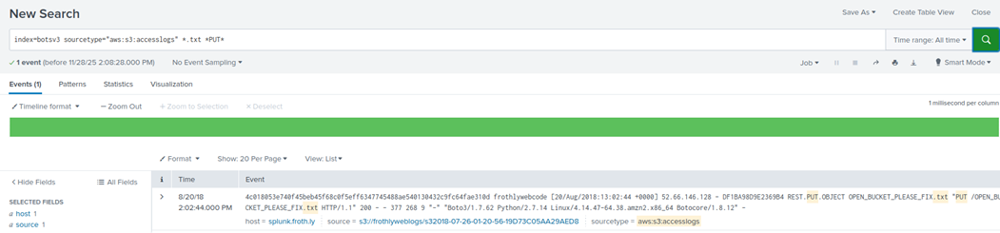 New Search
Save As
Create Table View
Close
index=botsv3 sourcetype="aws:s3:accesslogs" *.txt *PUT*
Time range: All time
1 event (before 11/28/25 2:08:28.000 PM)
No Event Sampling
Job
Smart Mode
Events (1)
Patterns
Statistics
Visualization
Timeline format
— Zoom Out
+ Zoom to Selection
× Deselect
1 millisecond per column
Format
Show: 20 Per Page
View: List
< Hide Fields
All Fields
i
Time
Event
SELECTED FIELDS
a host 1
a source 1
>
8/20/18
2:02:44.000 PM
4c018053e740f45beb45f68c0f5eff6347745488ae540130432c9fc64fae310d frothlywebcode [20/Aug/2018:13:02:44 +0000] 52.66.146.128 - DF1BA98D9E2369B4 REST.PUT.OBJECT OPEN_BUCKET_PLEASE_FIX.txt "PUT /OPEN_BU
CKET_PLEASE_FIX.txt HTTP/1.1" 200 - - 377 268 9 "-" "Boto3/1.7.62 Python/2.7.14 Linux/4.14.47-64.38.amzn2.x86_64 Botocore/1.8.12" -
host = splunk.froth.ly
source = s3://frothlyweblogs/s32018-07-26-01-20-56-19D73C05AA29AED8
sourcetype = aws:s3:accesslogs